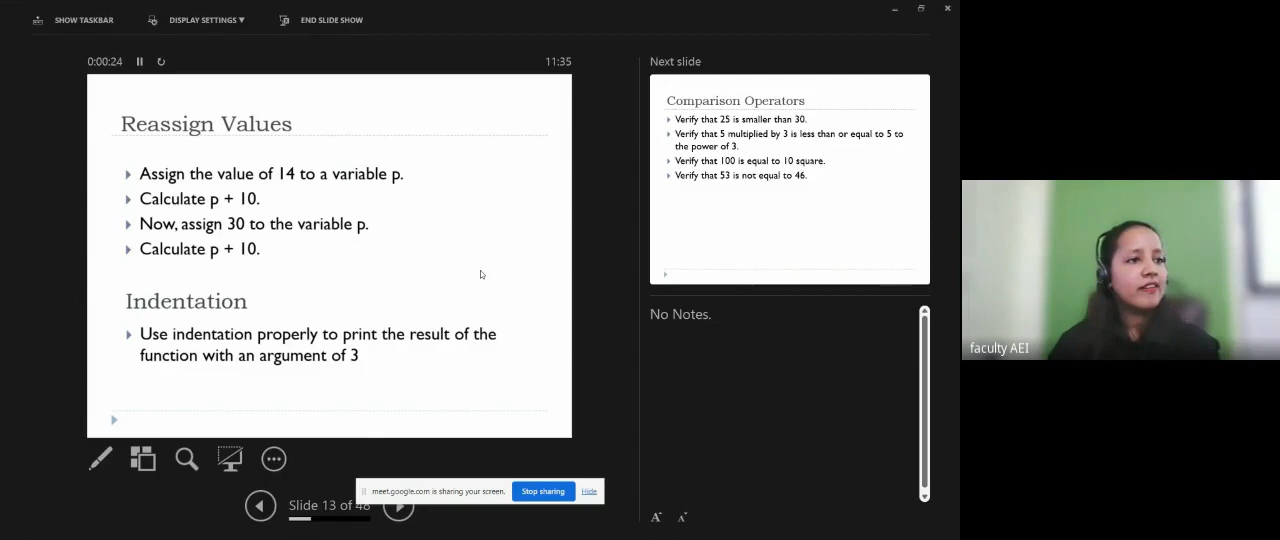 SHOW TASKBAR
DISPLAY SETTINGS ▼
END SLIDE SHOW
0:00:24
11:35
Reassign Values
Assign the value of 14 to a variable p.
Calculate p + 10.
Now, assign 30 to the variable p.
Calculate p + 10.
Indentation
Use indentation properly to print the result of the
function with an argument of 3
Next slide
Comparison Operators
Verify that 25 is smaller than 30.
Verify that 5 multiplied by 3 is less than or equal to 5 to
the power of 3.
Verify that 100 is equal to 10 square.
Verify that 53 is not equal to 46.
No Notes.
faculty AEI
meet.google.com is sharing your screen.
Stop sharing
Hide
Slide 13 of 48
A A